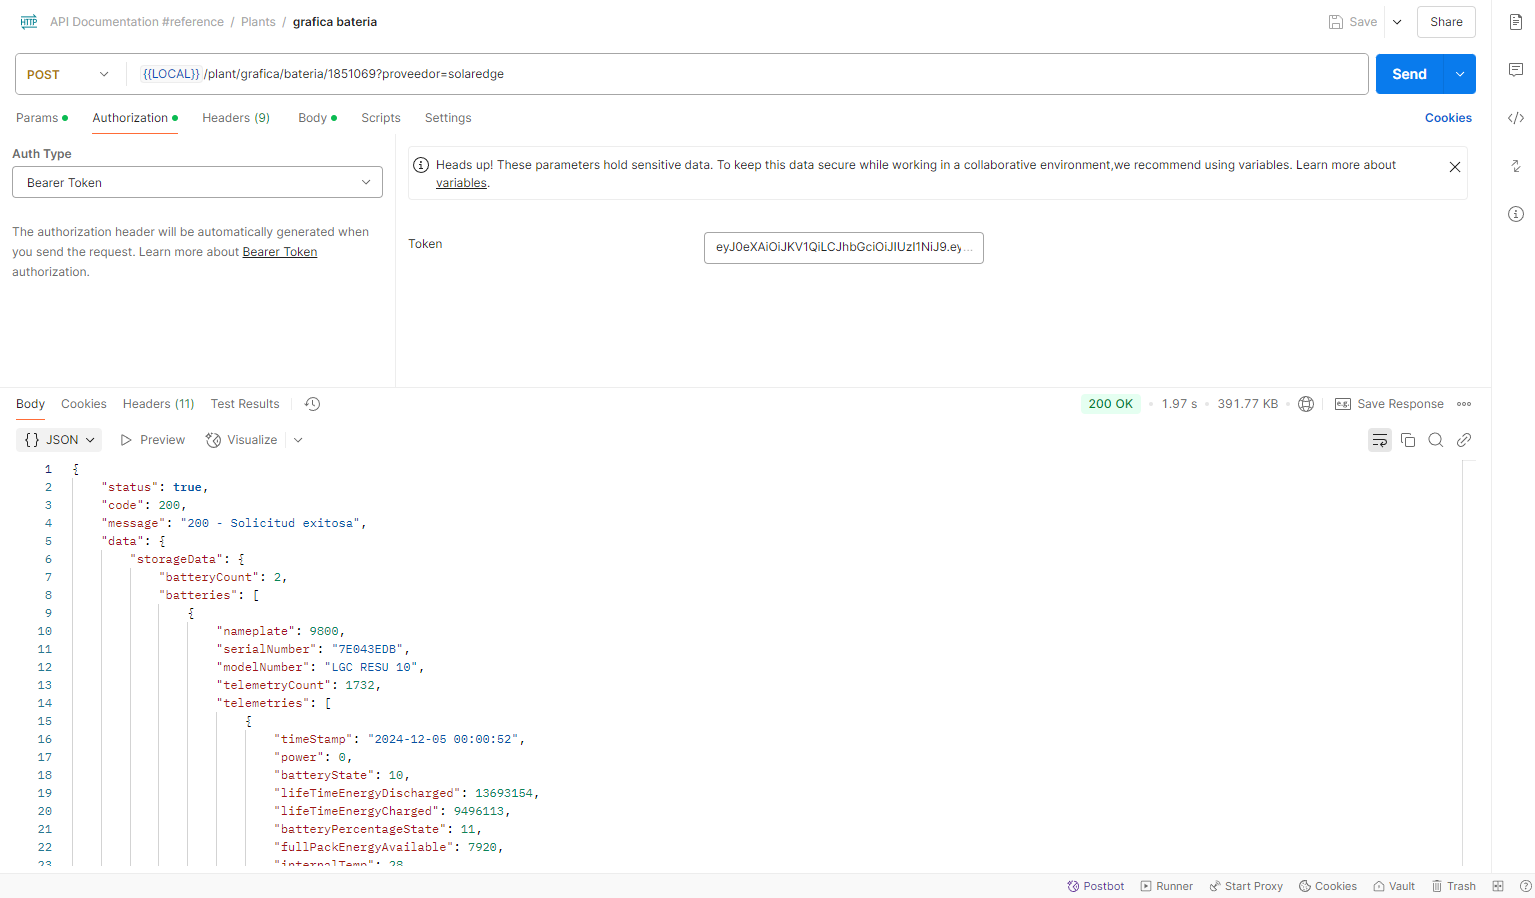 HTTP API Documentation #reference / Plants / grafica bateria Save Share
POST {{LOCAL}} /plant/grafica/bateria/1851069?proveedor=solaredge Send
Params Authorization Headers (9) Body Scripts Settings Cookies
Auth Type
Bearer Token
The authorization header will be automatically generated when
you send the request. Learn more about Bearer Token
authorization.
Heads up! These parameters hold sensitive data. To keep this data secure while working in a collaborative environment,we recommend using variables. Learn more about
variables.
Token eyJ0eXAiOiJKV1QiLCJhbGciOiJIUzI1NiJ9.ey...
Body Cookies Headers (11) Test Results 200 OK • 1.97 s • 391.77 KB • e.g. Save Response
{} JSON Preview Visualize
1 {
2 "status": true,
3 "code": 200,
4 "message": "200 - Solicitud exitosa",
5 "data": {
6 "storageData": {
7 "batteryCount": 2,
8 "batteries": [
9 {
10 "nameplate": 9800,
11 "serialNumber": "7E043EDB",
12 "modelNumber": "LGC RESU 10",
13 "telemetryCount": 1732,
14 "telemetries": [
15 {
16 "timeStamp": "2024-12-05 00:00:52",
17 "power": 0,
18 "batteryState": 10,
19 "lifeTimeEnergyDischarged": 13693154,
20 "lifeTimeEnergyCharged": 9496113,
21 "batteryPercentageState": 11,
22 "fullPackEnergyAvailable": 7920,
23 "internalTemp": 28
Postbot Runner Start Proxy Cookies Vault Trash